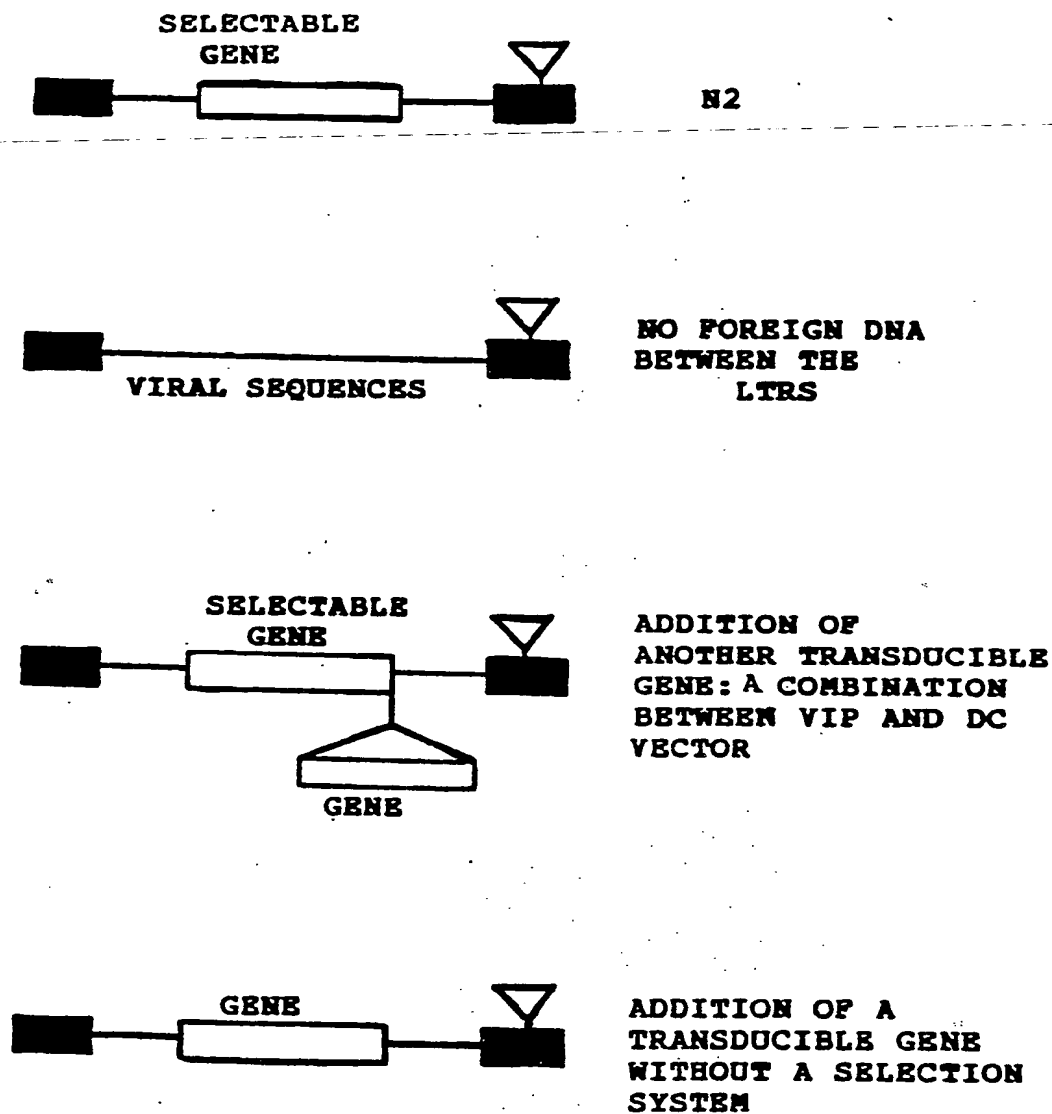 SELECTABLE
GENE
N2
NO FOREIGN DNA
BETWEEN THE
LTRS
VIRAL SEQUENCES
SELECTABLE
GENE
GENE
ADDITION OF
ANOTHER TRANSDUCIBLE
GENE: A COMBINATION
BETWEEN VIP AND DC
VECTOR
GENE
ADDITION OF A
TRANSDUCIBLE GENE
WITHOUT A SELECTION
SYSTEM